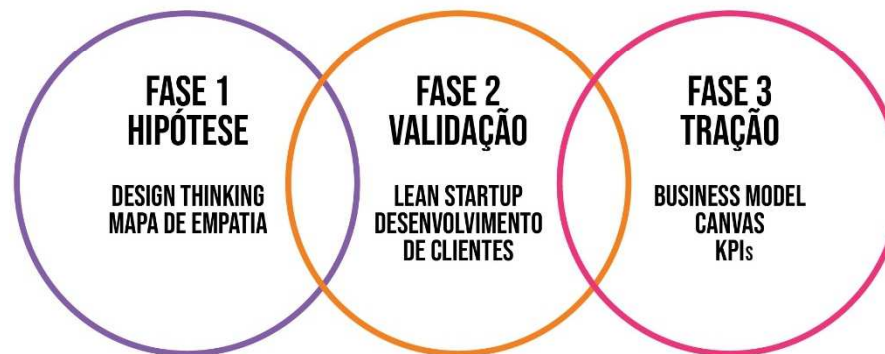 FASE 1
HIPÓTESE
DESIGN THINKING
MAPA DE EMPATIA
FASE 2
VALIDAÇÃO
LEAN STARTUP
DESENVOLVIMENTO
DE CLIENTES
FASE 3
TRAÇÃO
BUSINESS MODEL
CANVAS
KPIs